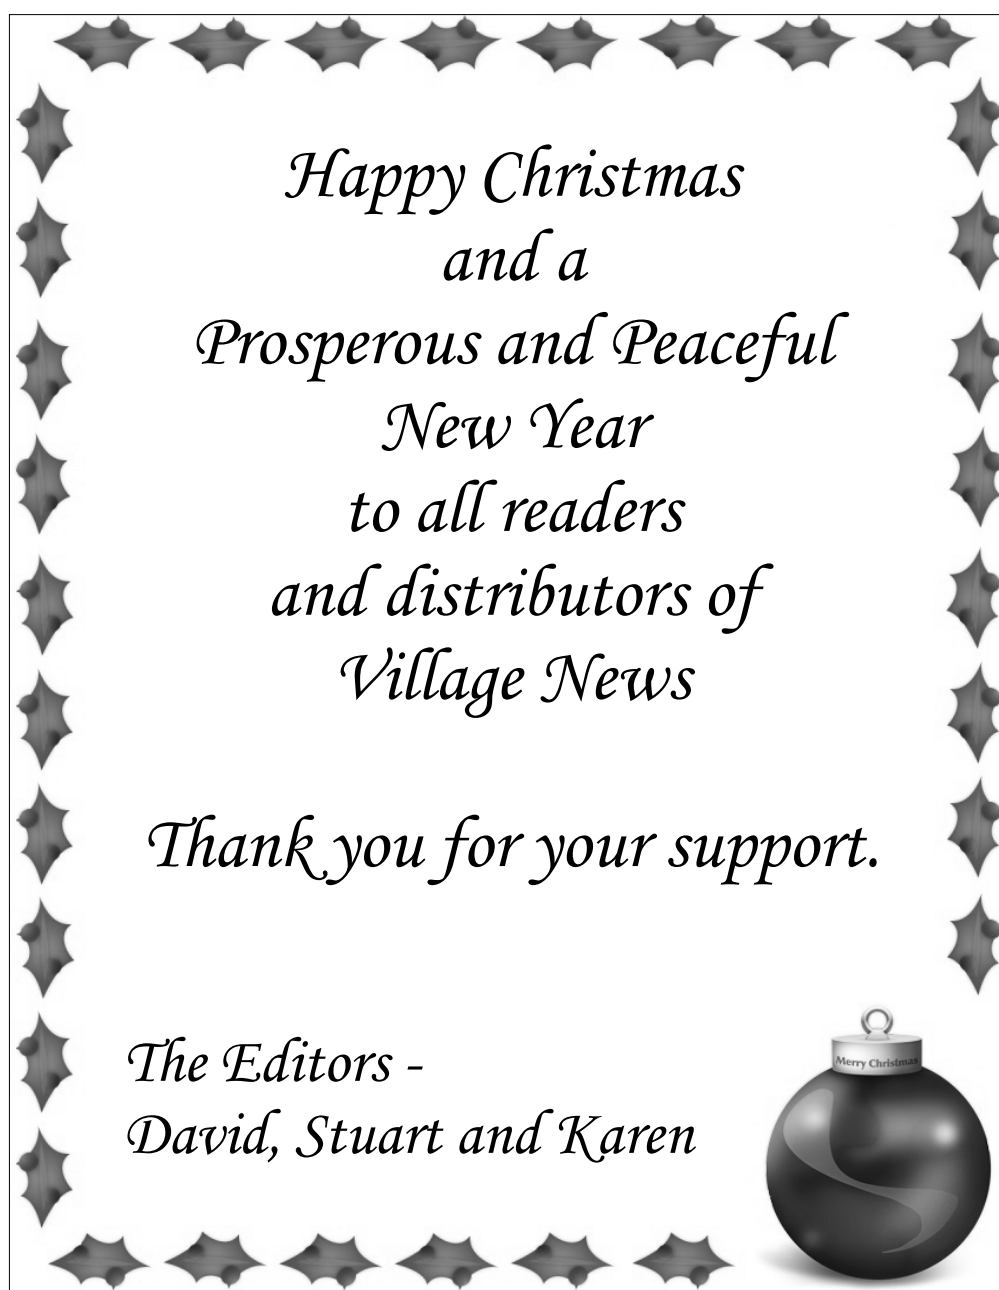 Happy Christmas
and a
Prosperous and Peaceful
New Year
to all readers
and distributors of
Village News
Thank you for your support.
The Editors -
David, Stuart and Karen
Merry Christmas